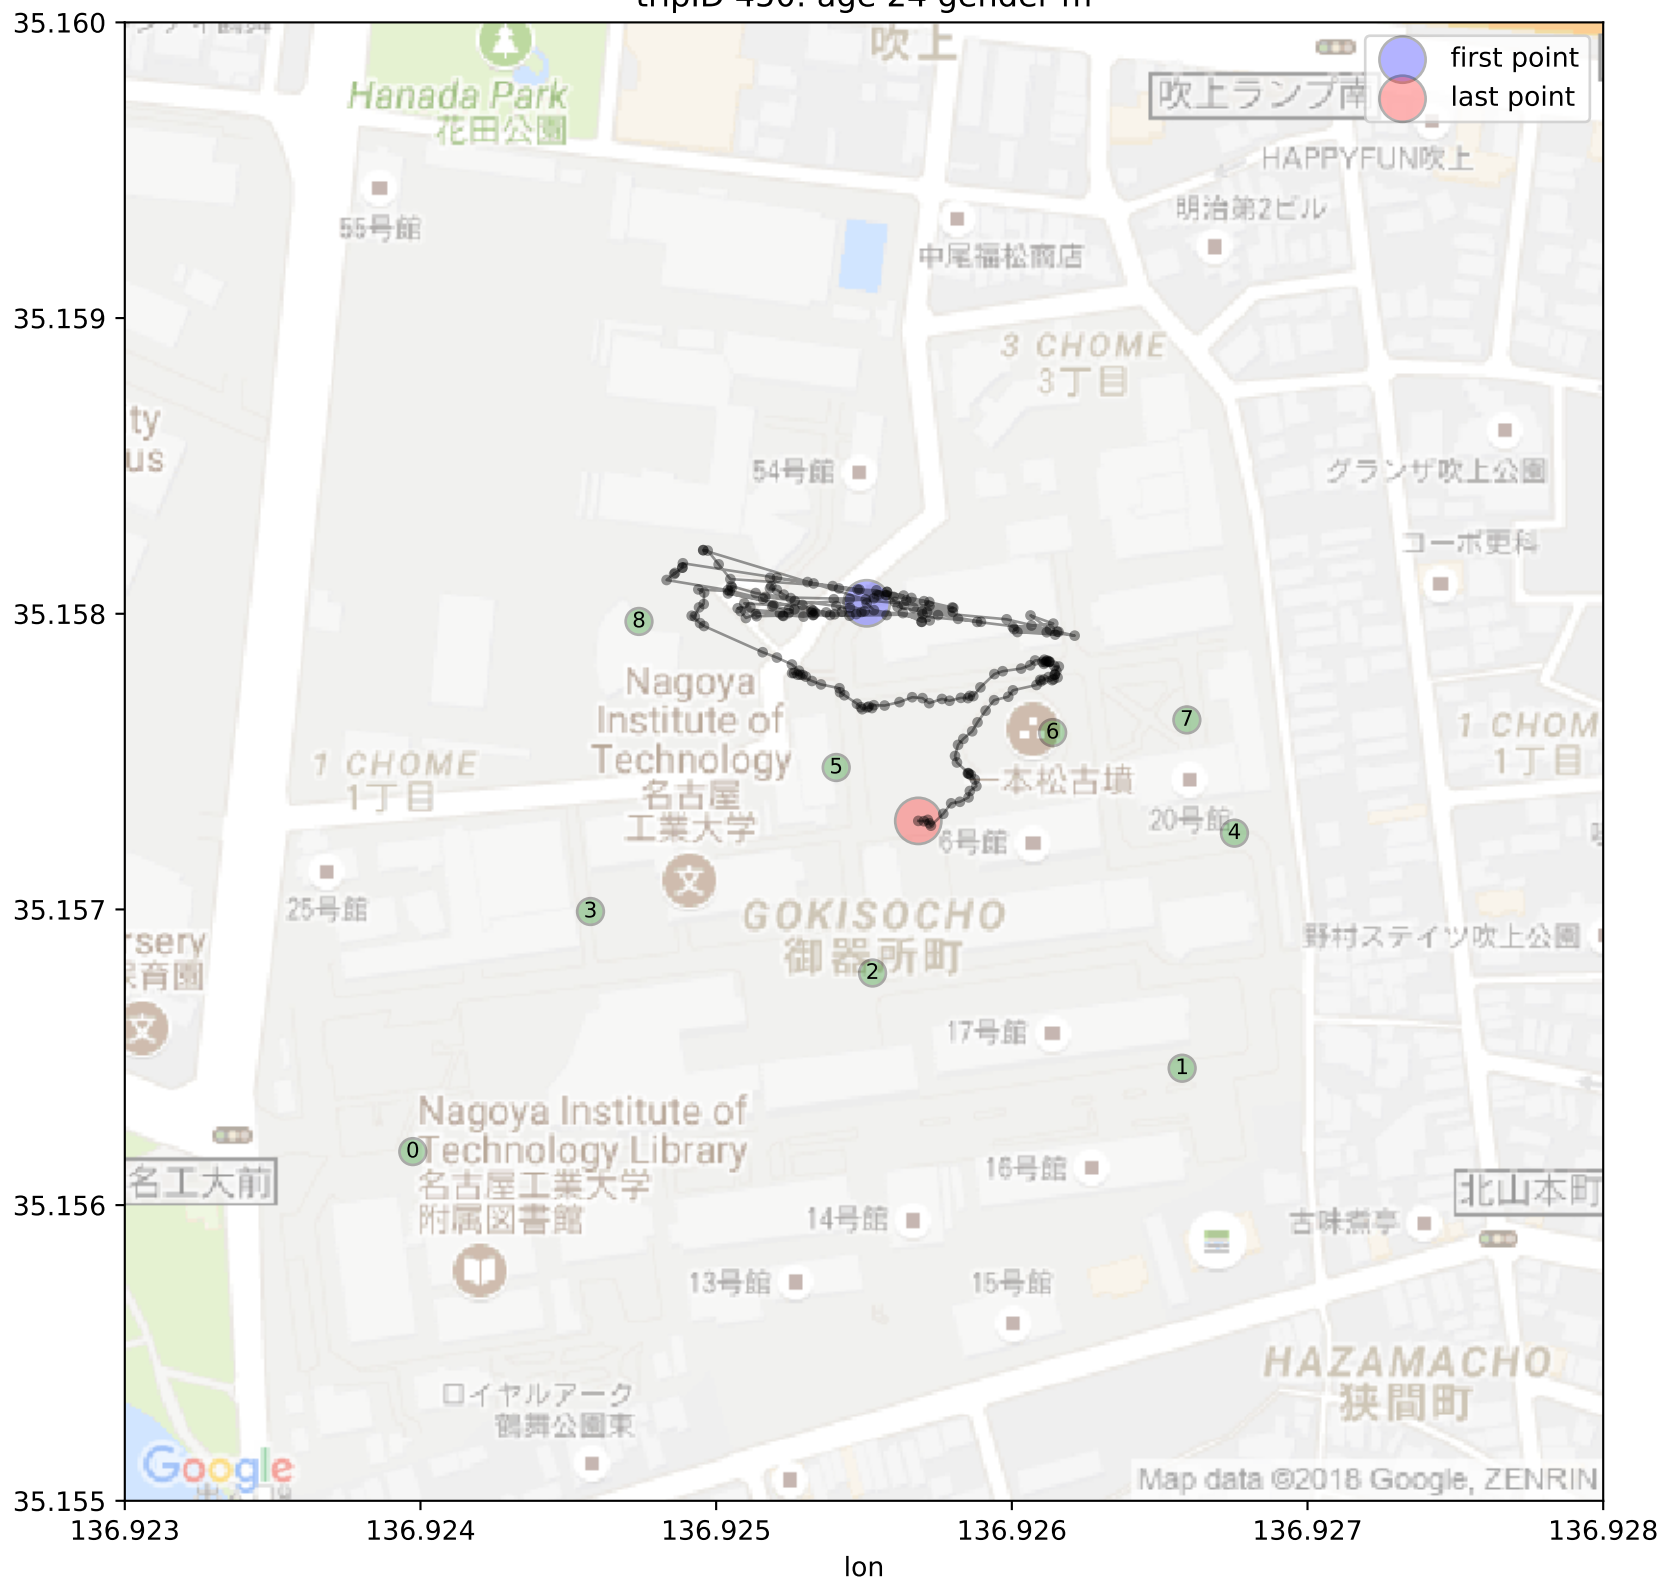 35.160
吹上
first point
last point
吹上ランプ南
Hanada Park
花田公園
HAPPYFUN吹上
55号館
明治第2ビル
中尾福松商店
35.159
3 CHOME
3丁目
ty
us
54号館
グランザ吹上公園
コーポ更科
35.158
8
Nagoya
Institute of
Technology
名古屋
工業大学
7
6
1 CHOM
1丁目
1 CHOME
1丁目
5
一本松古墳
20号館
4
6号館
25号館
3
35.157
GOKISOCHO
御器所町
rsery
保育園
野村ステイツ吹上公園
2
17号館
1
Nagoya Institute of
Technology Library
名古屋工業大学
附属図書館
0
名工大前
16号館
北山本町
35.156
14号館
古味煮亭
13号館
15号館
HAZAMACHO
狭間町
ロイヤルアーク
鶴舞公園東
Google
Map data ©2018 Google, ZENRIN
35.155
136.923
136.924
136.925
136.926
136.927
136.928
lon